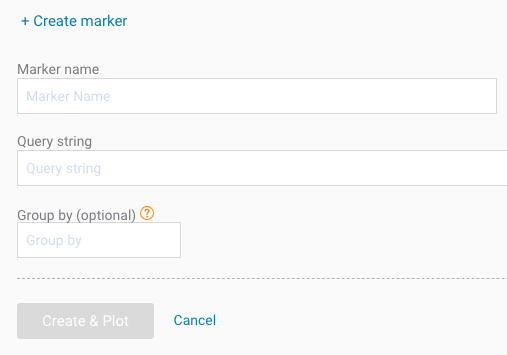 + Create marker
Marker name
Marker Name
Query string
Query string
Group by (optional) ?
Group by
Create & Plot Cancel